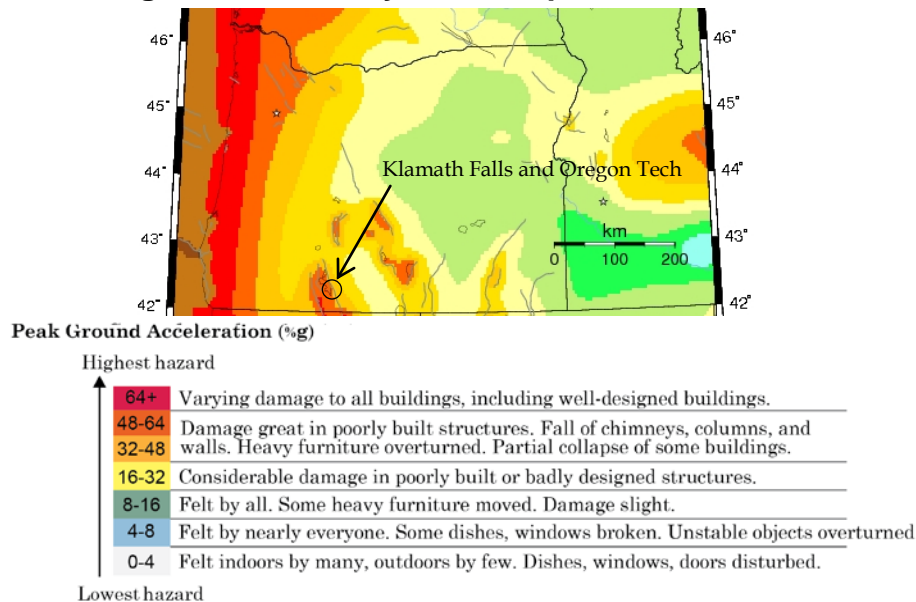 46° 46°
45° 45°
44° 44°
43° 43°
42° 42°
Klamath Falls and Oregon Tech
km
0 100 200
Peak Ground Acceleration (%g)
Highest hazard
64+ Varying damage to all buildings, including well-designed buildings.
48-64 Damage great in poorly built structures. Fall of chimneys, columns, and
32-48 walls. Heavy furniture overturned. Partial collapse of some buildings.
16-32 Considerable damage in poorly built or badly designed structures.
8-16 Felt by all. Some heavy furniture moved. Damage slight.
4-8 Felt by nearly everyone. Some dishes, windows broken. Unstable objects overturned
0-4 Felt indoors by many, outdoors by few. Dishes, windows, doors disturbed.
Lowest hazard